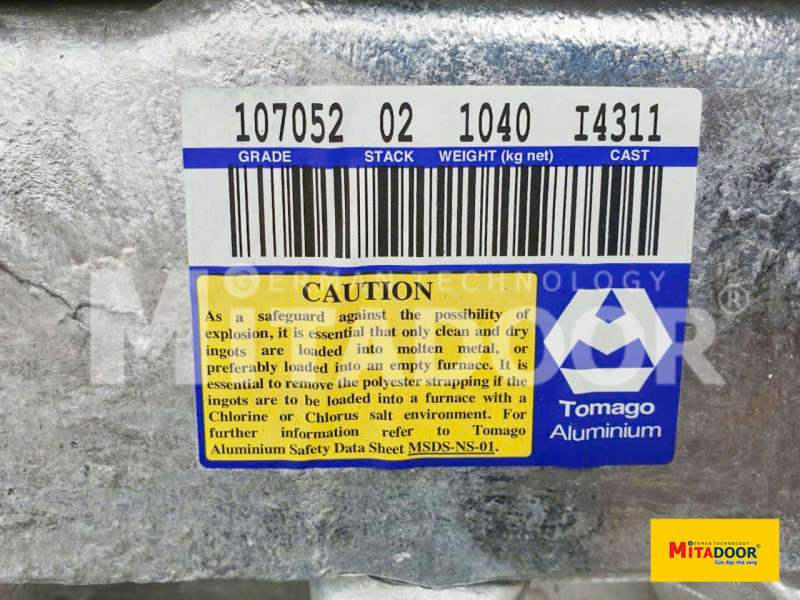 107052 02 1040 I4311
GRADE STACK WEIGHT (kg net) CAST
CAUTION
As a safeguard against the possibility of
explosion, it is essential that only clean and dry
ingots are loaded into molten metal, or
preferably loaded into an empty furnace. It is
essential to remove the polyester strapping if the
ingots are to be loaded into a furnace with a
Chlorine or Chlorus salt environment. For
further information refer to Tomago
Aluminium Safety Data Sheet MSDS-NS-01.
Tomago
Aluminium
GERMAN TECHNOLOGY
MITADOOR®
GERMAN TECHNOLOGY
MITADOOR®
Cửa đẹp nhà sang